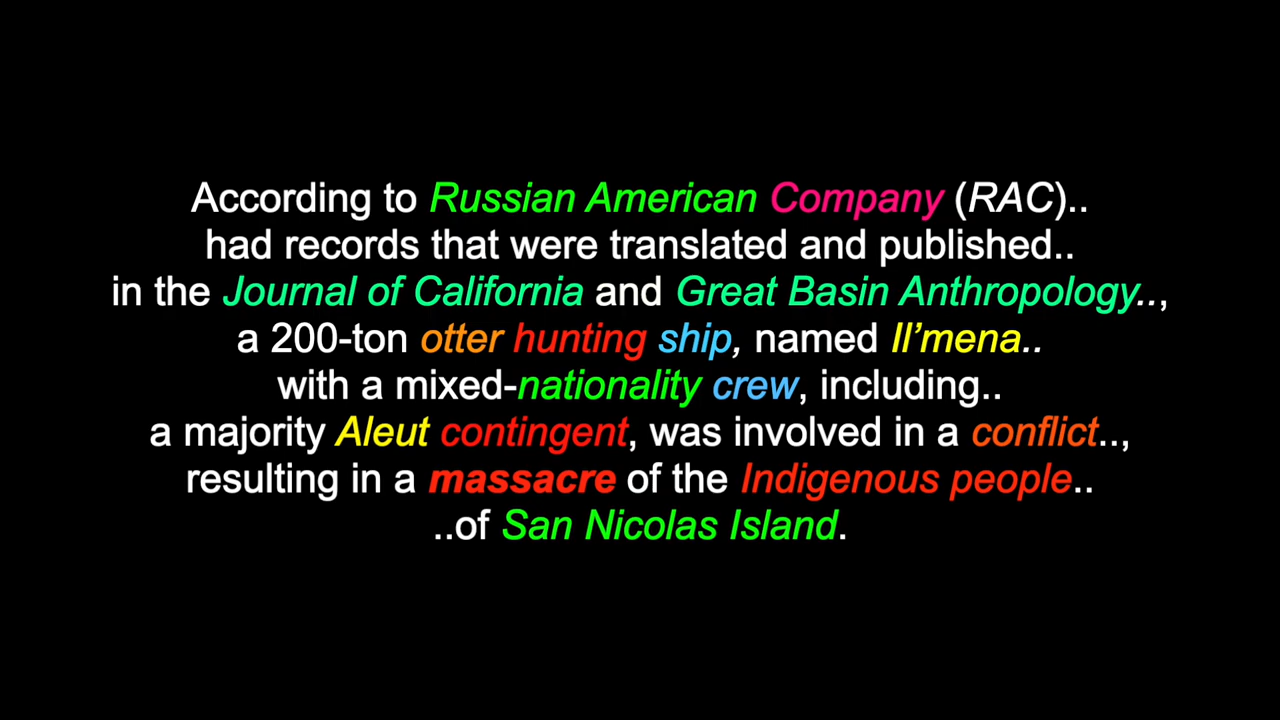 According to Russian American Company (RAC)..
had records that were translated and published..
in the Journal of California and Great Basin Anthropology..,
a 200-ton otter hunting ship, named Il’mena..
with a mixed-nationality crew, including..
a majority Aleut contingent, was involved in a conflict..,
resulting in a massacre of the Indigenous people..
..of San Nicolas Island.